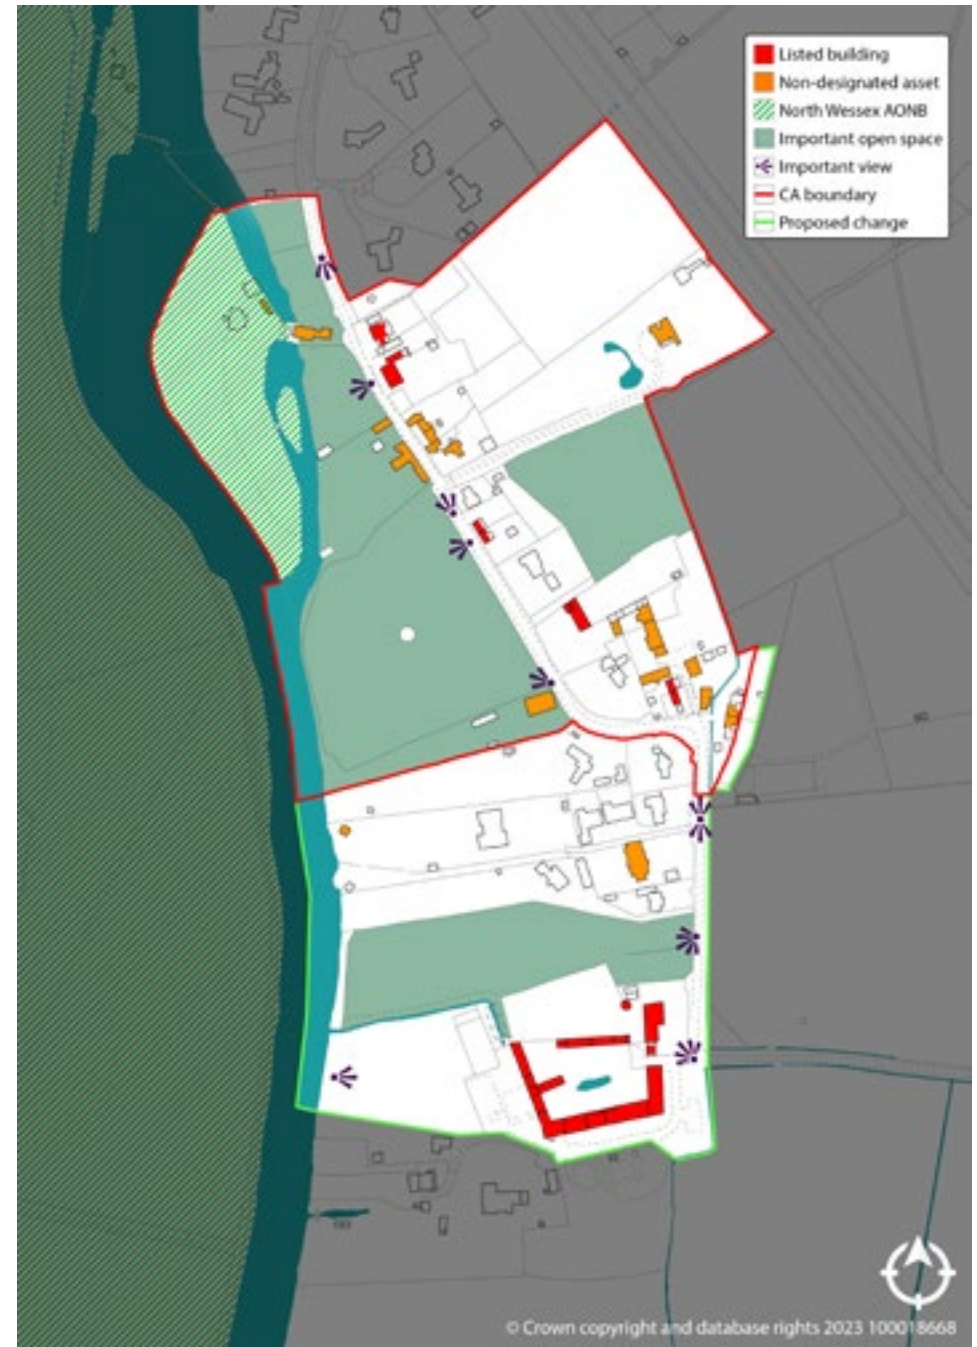 Listed building
Non-designated asset
North Wessex AONB
Important open space
Important view
CA boundary
Proposed change
© Crown copyright and database rights 2023 100018668